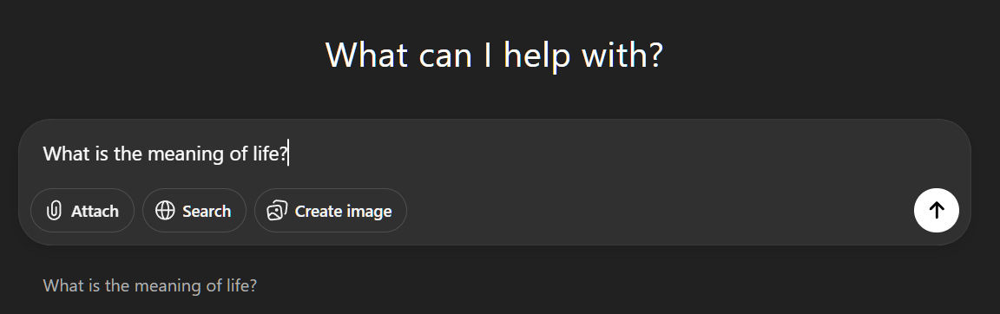 What can I help with?
What is the meaning of life?
Attach Search Create image
What is the meaning of life?